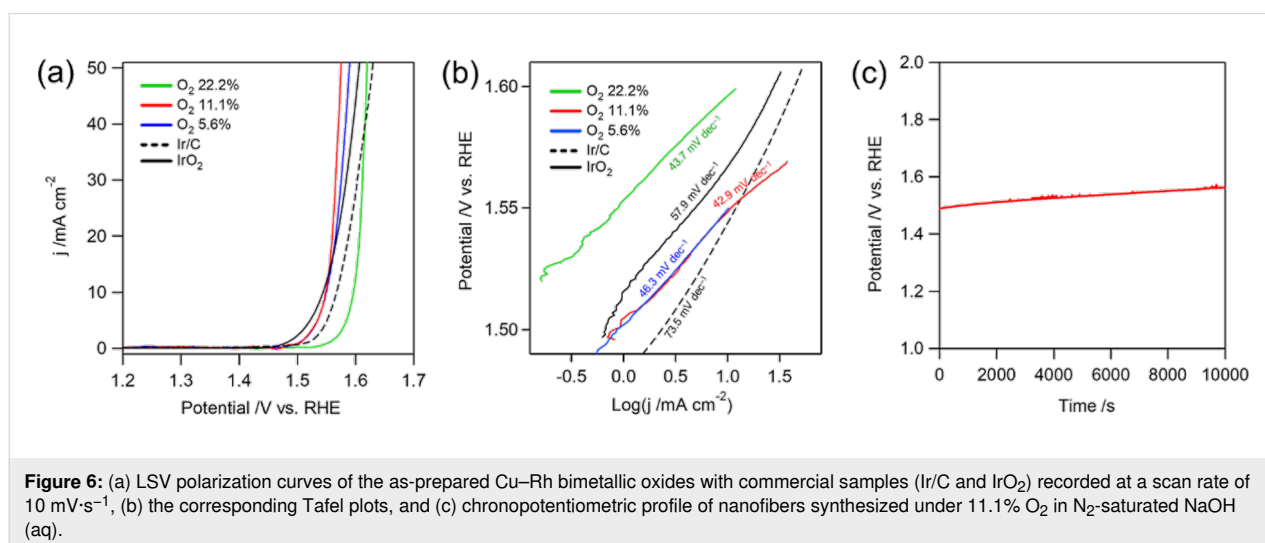 (a)
50
40
30
20
10
0
j /mA cm⁻²
O₂ 22.2%
O₂ 11.1%
O₂ 5.6%
Ir/C
IrO₂
1.2 1.3 1.4 1.5 1.6 1.7
Potential /V vs. RHE
(b)
1.60
1.55
1.50
Potential /V vs. RHE
O₂ 22.2%
O₂ 11.1%
O₂ 5.6%
Ir/C
IrO₂
43.7 mV dec⁻¹
57.9 mV dec⁻¹
42.9 mV dec⁻¹
46.3 mV dec⁻¹
73.5 mV dec⁻¹
-0.5 0.0 0.5 1.0 1.5
Log(j /mA cm⁻²)
(c)
2.0
1.8
1.6
1.4
1.2
1.0
Potential /V vs. RHE
0 2000 4000 6000 8000 10000
Time /s
Figure 6: (a) LSV polarization curves of the as-prepared Cu–Rh bimetallic oxides with commercial samples (Ir/C and IrO₂) recorded at a scan rate of
10 mV·s⁻¹, (b) the corresponding Tafel plots, and (c) chronopotentiometric profile of nanofibers synthesized under 11.1% O₂ in N₂-saturated NaOH
(aq).